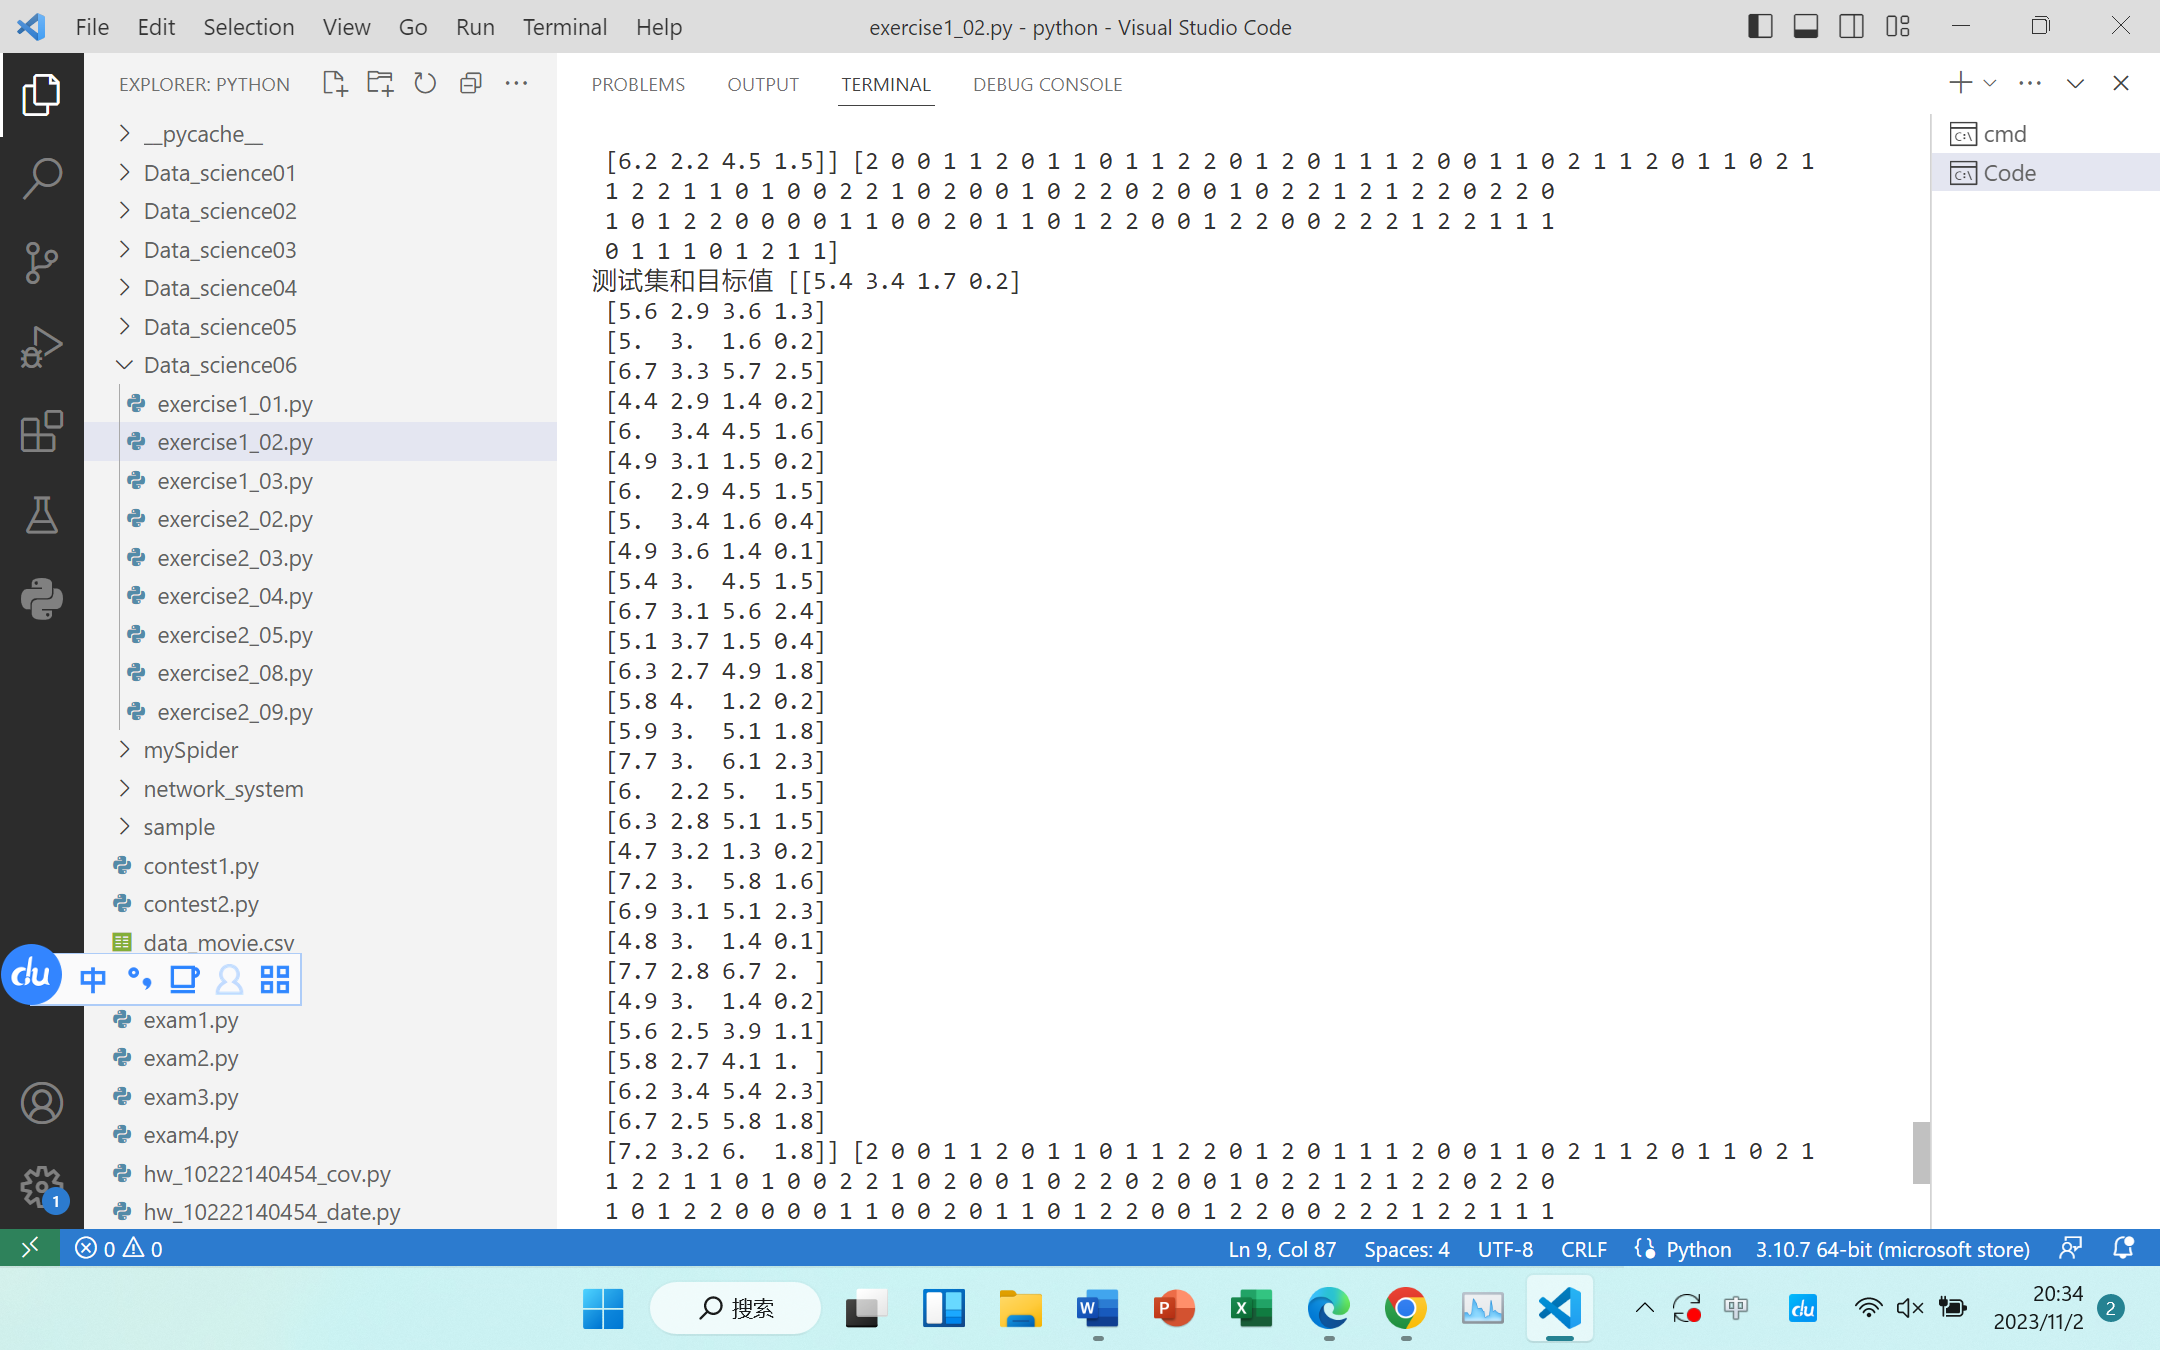 File Edit Selection View Go Run Terminal Help
exercise1_02.py - python - Visual Studio Code
EXPLORER: PYTHON
__pycache__
Data_science01
Data_science02
Data_science03
Data_science04
Data_science05
Data_science06
exercise1_01.py
exercise1_02.py
exercise1_03.py
exercise2_02.py
exercise2_03.py
exercise2_04.py
exercise2_05.py
exercise2_08.py
exercise2_09.py
mySpider
network_system
sample
contest1.py
contest2.py
data_movie.csv
du 中
exam1.py
exam2.py
exam3.py
exam4.py
hw_10222140454_cov.py
hw_10222140454_date.py
1
PROBLEMS OUTPUT TERMINAL DEBUG CONSOLE
[6.2 2.2 4.5 1.5]] [2 0 0 1 1 2 0 1 1 0 1 1 2 2 0 1 2 0 1 1 1 2 0 0 1 1 0 2 1 1 2 0 1 1 0 2 1
1 2 2 1 1 0 1 0 0 2 2 1 0 2 0 0 1 0 2 2 0 2 0 0 1 0 2 2 1 2 1 2 2 0 2 2 0
1 0 1 2 2 0 0 0 0 1 1 0 0 2 0 1 1 0 1 2 2 0 0 1 2 2 0 0 2 2 2 1 2 2 1 1 1
0 1 1 1 0 1 2 1 1]
测试集和目标值 [[5.4 3.4 1.7 0.2]
[5.6 2.9 3.6 1.3]
[5. 3. 1.6 0.2]
[6.7 3.3 5.7 2.5]
[4.4 2.9 1.4 0.2]
[6. 3.4 4.5 1.6]
[4.9 3.1 1.5 0.2]
[6. 2.9 4.5 1.5]
[5. 3.4 1.6 0.4]
[4.9 3.6 1.4 0.1]
[5.4 3. 4.5 1.5]
[6.7 3.1 5.6 2.4]
[5.1 3.7 1.5 0.4]
[6.3 2.7 4.9 1.8]
[5.8 4. 1.2 0.2]
[5.9 3. 5.1 1.8]
[7.7 3. 6.1 2.3]
[6. 2.2 5. 1.5]
[6.3 2.8 5.1 1.5]
[4.7 3.2 1.3 0.2]
[7.2 3. 5.8 1.6]
[6.9 3.1 5.1 2.3]
[4.8 3. 1.4 0.1]
[7.7 2.8 6.7 2. ]
[4.9 3. 1.4 0.2]
[5.6 2.5 3.9 1.1]
[5.8 2.7 4.1 1. ]
[6.2 3.4 5.4 2.3]
[6.7 2.5 5.8 1.8]
[7.2 3.2 6. 1.8]] [2 0 0 1 1 2 0 1 1 0 1 1 2 2 0 1 2 0 1 1 1 2 0 0 1 1 0 2 1 1 2 0 1 1 0 2 1
1 2 2 1 1 0 1 0 0 2 2 1 0 2 0 0 1 0 2 2 0 2 0 0 1 0 2 2 1 2 1 2 2 0 2 2 0
1 0 1 2 2 0 0 0 0 1 1 0 0 2 0 1 1 0 1 2 2 0 0 1 2 2 0 0 2 2 2 1 2 2 1 1 1
cmd
Code
0 0
Ln 9, Col 87 Spaces: 4 UTF-8 CRLF Python 3.10.7 64-bit (microsoft store)
搜索
W P X
中 du
20:34
2023/11/2
2